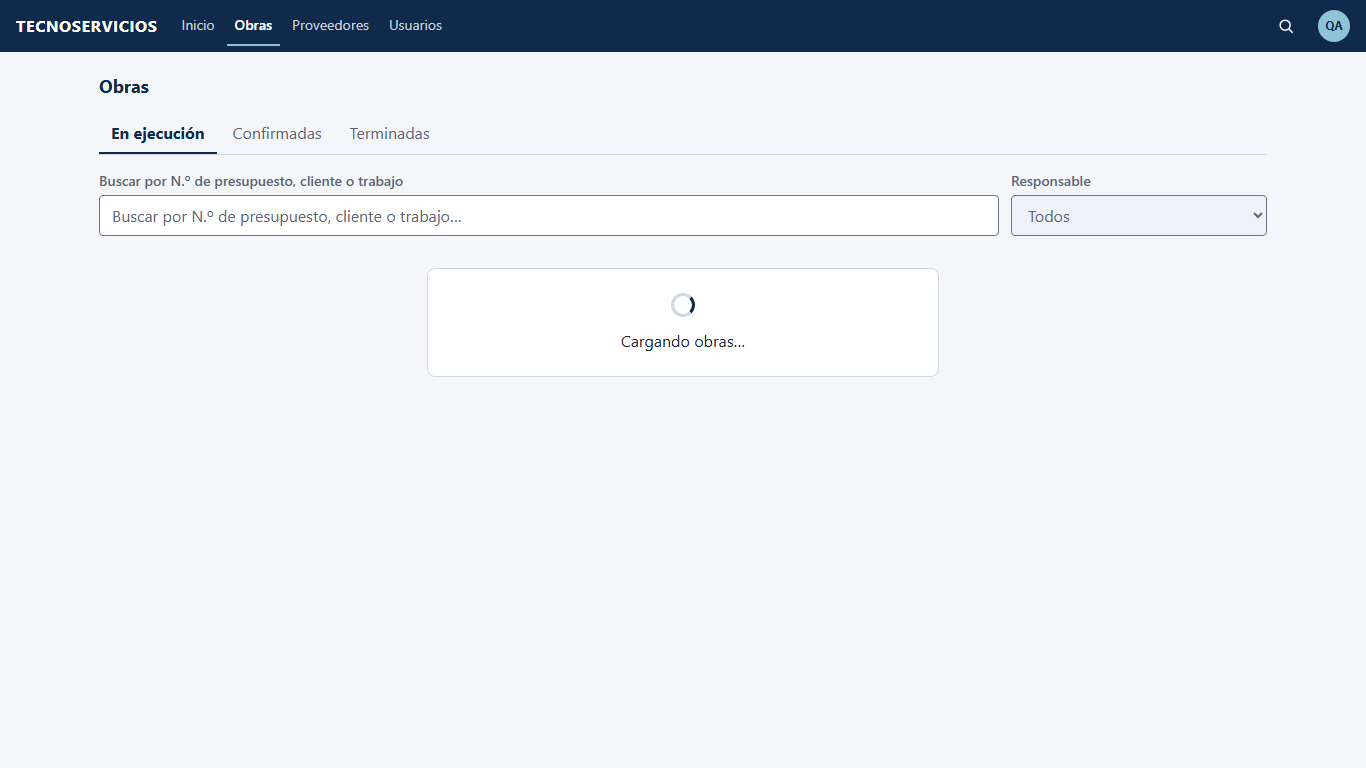 TECNOSERVICIOS Inicio Obras Proveedores Usuarios QA
Obras
En ejecución Confirmadas Terminadas
Buscar por N.º de presupuesto, cliente o trabajo Responsable
Buscar por N.º de presupuesto, cliente o trabajo... Todos
Cargando obras...